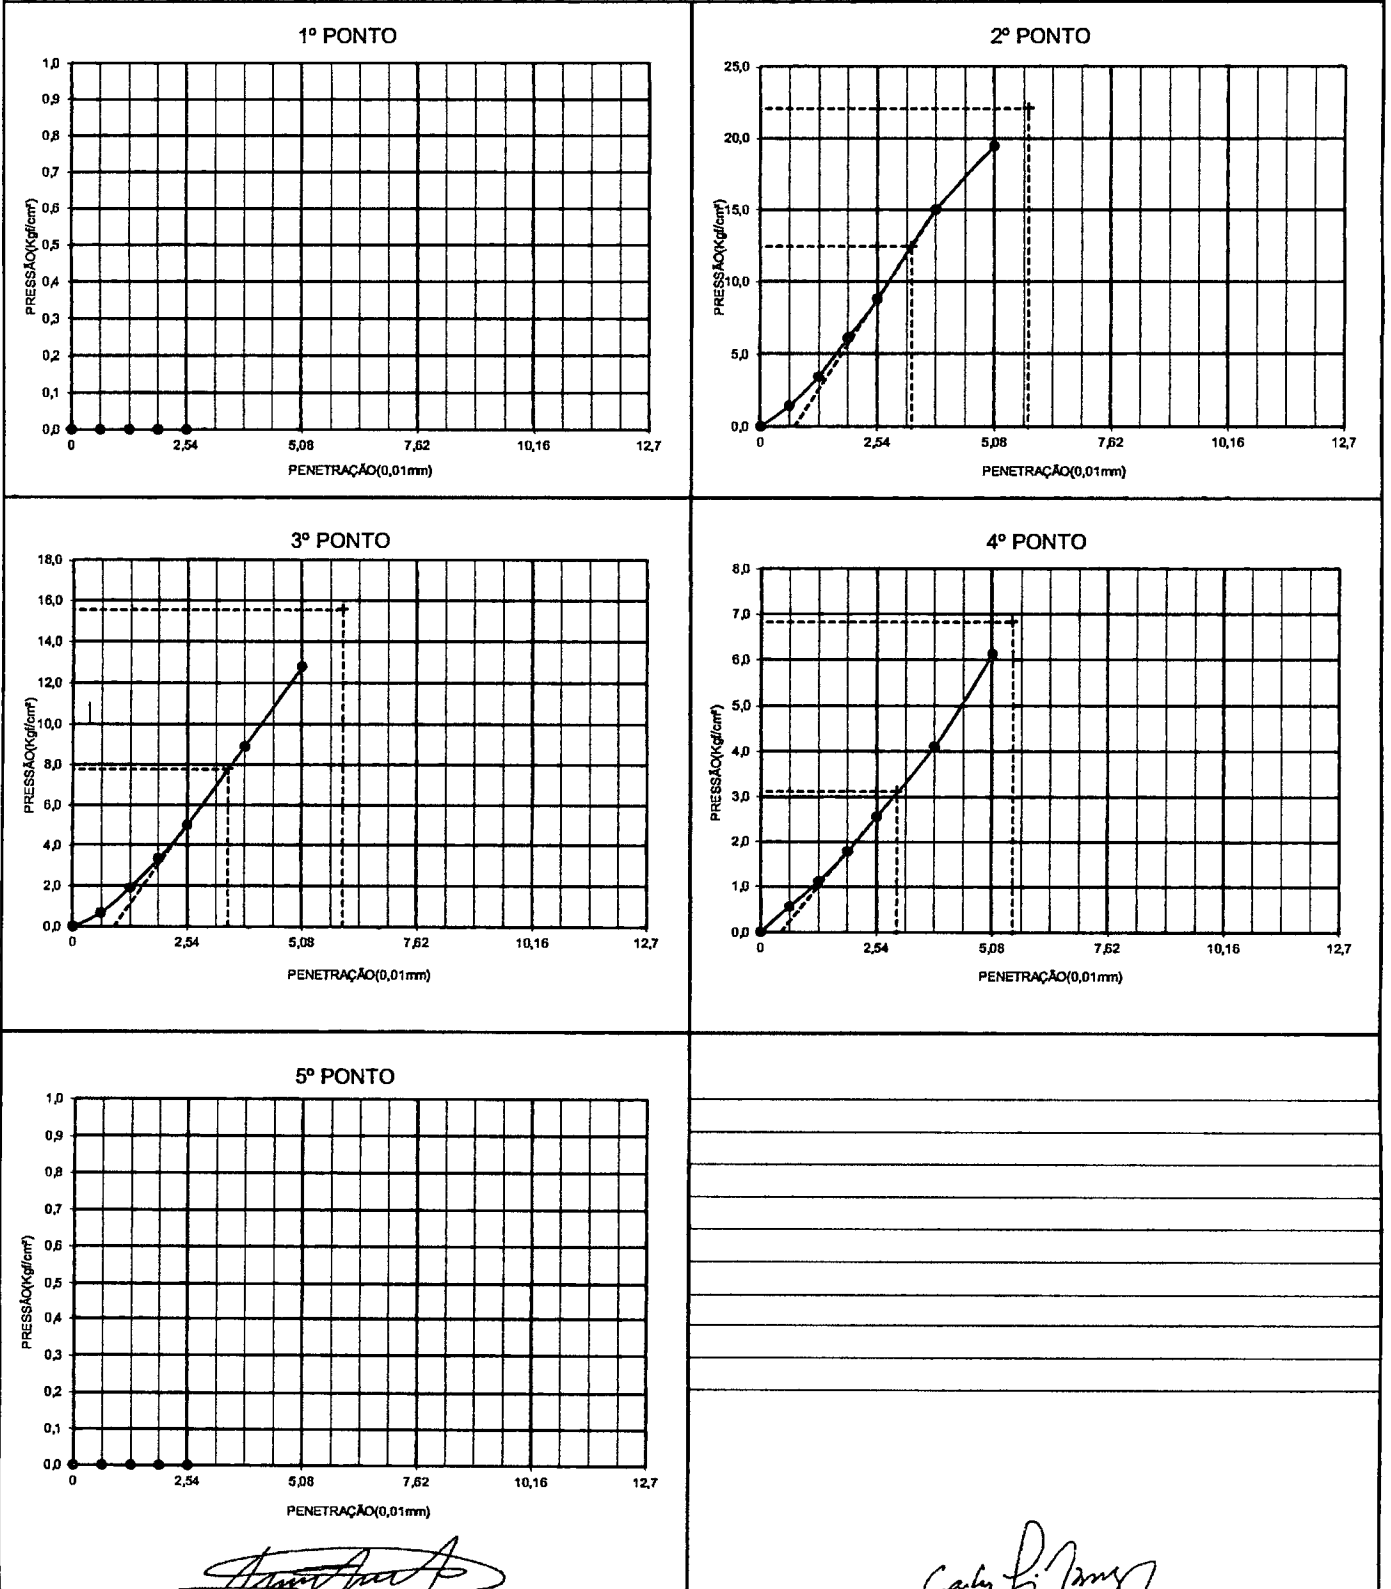 1º PONTO
1,0
0,9
0,8
0,7
0,6
0,5
0,4
0,3
0,2
0,1
0,0
PRESSÃO(Kgf/cm²)
0 2,54 5,08 7,62 10,16 12,7
PENETRAÇÃO(0,01mm)
2º PONTO
25,0
20,0
15,0
10,0
5,0
0,0
PRESSÃO(Kgf/cm²)
0 2,54 5,08 7,62 10,16 12,7
PENETRAÇÃO(0,01mm)
3º PONTO
18,0
16,0
14,0
12,0
10,0
8,0
6,0
4,0
2,0
0,0
PRESSÃO(Kgf/cm²)
0 2,54 5,08 7,62 10,16 12,7
PENETRAÇÃO(0,01mm)
4º PONTO
8,0
7,0
6,0
5,0
4,0
3,0
2,0
1,0
0,0
PRESSÃO(Kgf/cm²)
0 2,54 5,08 7,62 10,16 12,7
PENETRAÇÃO(0,01mm)
5º PONTO
1,0
0,9
0,8
0,7
0,6
0,5
0,4
0,3
0,2
0,1
0,0
PRESSÃO(Kgf/cm²)
0 2,54 5,08 7,62 10,16 12,7
PENETRAÇÃO(0,01mm)